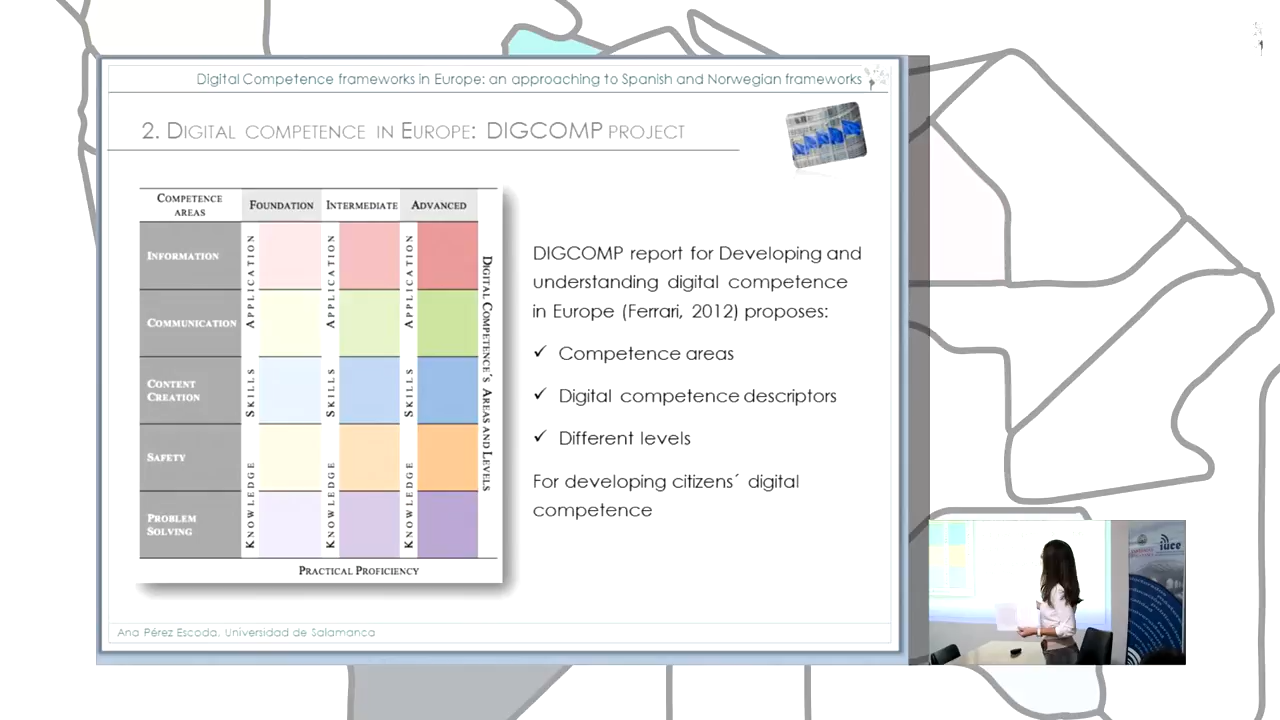 Digital Competence frameworks in Europe: an approaching to Spanish and Norwegian frameworks
2. DIGITAL COMPETENCE IN EUROPE: DIGCOMP PROJECT
COMPETENCE
AREAS
FOUNDATION
INTERMEDIATE
ADVANCED
INFORMATION
COMMUNICATION
CONTENT
CREATION
SAFETY
PROBLEM
SOLVING
KNOWLEDGE SKILLS APPLICATION
KNOWLEDGE SKILLS APPLICATION
KNOWLEDGE SKILLS APPLICATION
DIGITAL COMPETENCE´S AREAS AND LEVELS
PRACTICAL PROFICIENCY
DIGCOMP report for Developing and
understanding digital competence
in Europe (Ferrari, 2012) proposes:
✓ Competence areas
✓ Digital competence descriptors
✓ Different levels
For developing citizens´ digital
competence
Ana Pérez Escoda. Universidad de Salamanca
iuce